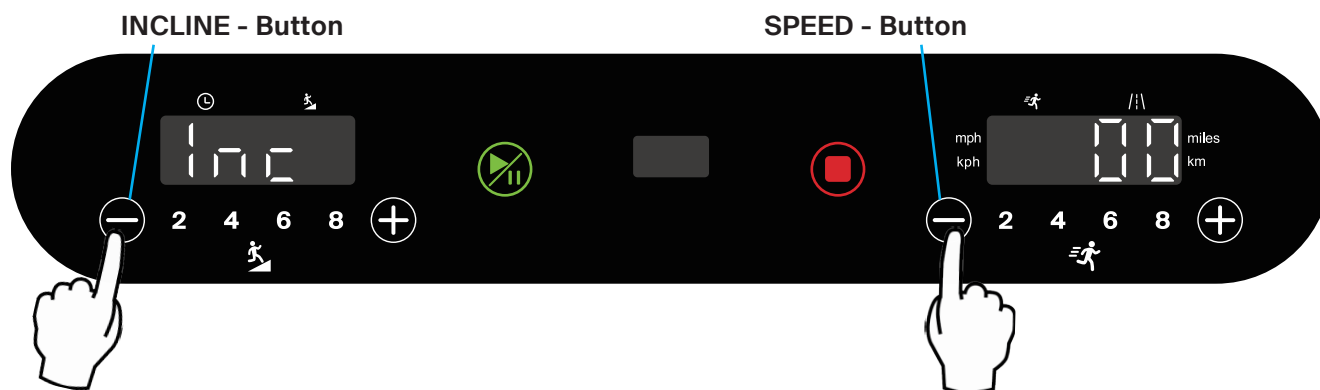 INCLINE - Button SPEED - Button
Inc
mph 00 miles
kph km
2 4 6 8 2 4 6 8